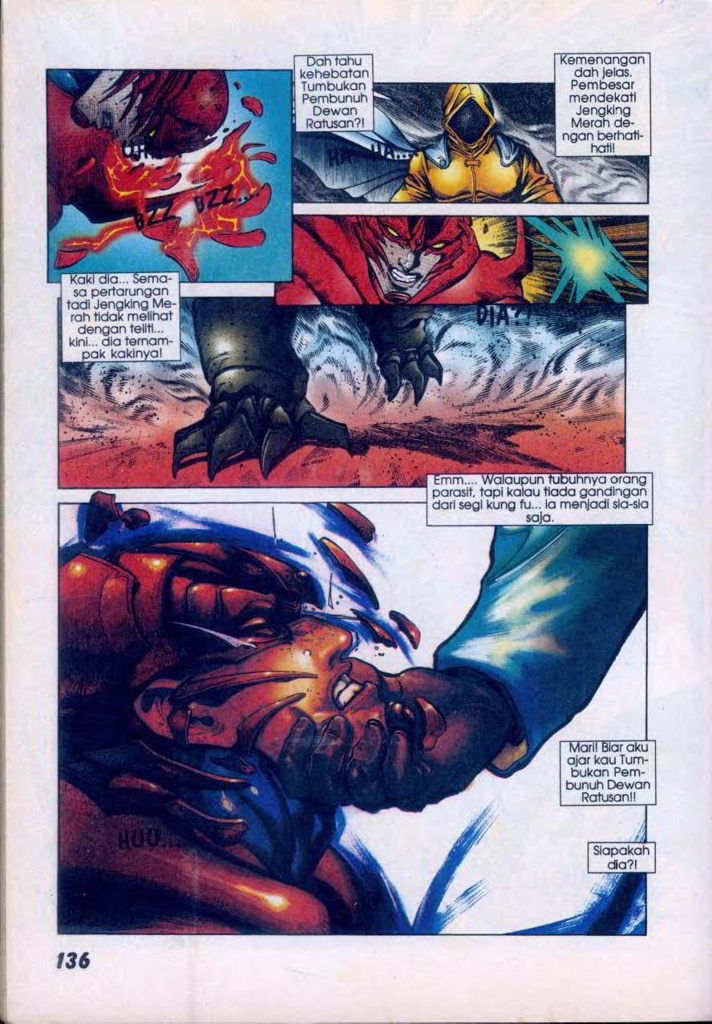 Dah tahu
kehebatan
Tumbukan
Pembunuh
Dewan
Ratusan?!
Kemenangan
dah jelas.
Pembesar
mendekati
Jengking
Merah de-
ngan berhati-
hati!
HA... HA...
BZZ BZZ....
Kaki dia... Sema-
sa pertarungan
tadi Jengking Me-
rah tidak melihat
dengan teliti...
kini... dia ternam-
pak kakinya!
DIA?!
Emm.... Walaupun tubuhnya orang
parasit, tapi kalau tiada gandingan
dari segi kung fu... ia menjadi sia-sia
saja.
Mari! Biar aku
ajar kau Tum-
bukan Pem-
bunuh Dewan
Ratusan!!
HUU...
Siapakah
dia?!
136